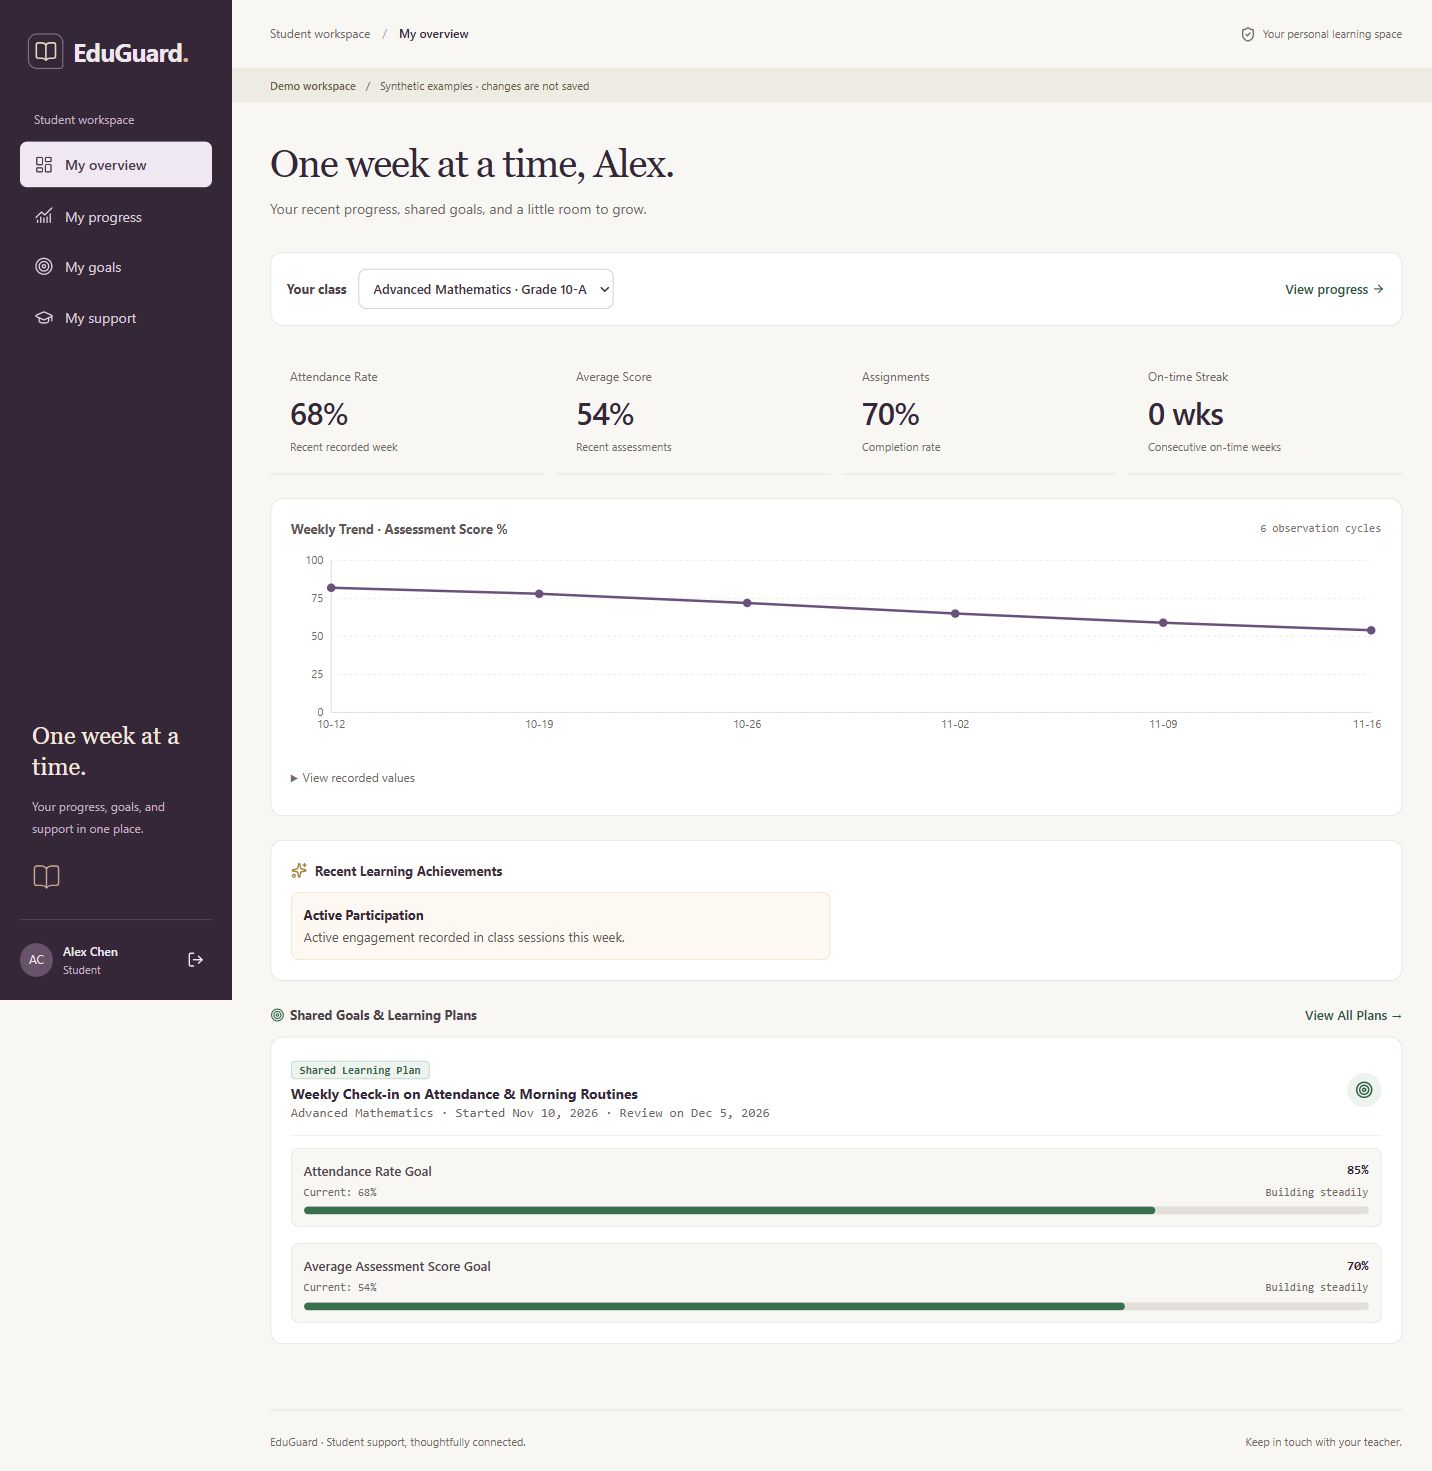 EduGuard.
Student workspace
My overview
My progress
My goals
My support
One week at a
time.
Your progress, goals, and
support in one place.
AC
Alex Chen
Student
Student workspace / My overview
Your personal learning space
Demo workspace / Synthetic examples · changes are not saved
One week at a time, Alex.
Your recent progress, shared goals, and a little room to grow.
Your class
Advanced Mathematics · Grade 10-A
View progress →
Attendance Rate
68%
Recent recorded week
Average Score
54%
Recent assessments
Assignments
70%
Completion rate
On-time Streak
0 wks
Consecutive on-time weeks
Weekly Trend · Assessment Score %
6 observation cycles
100
75
50
25
0
10-12
10-19
10-26
11-02
11-09
11-16
▶ View recorded values
Recent Learning Achievements
Active Participation
Active engagement recorded in class sessions this week.
Shared Goals & Learning Plans
View All Plans →
Shared Learning Plan
Weekly Check-in on Attendance & Morning Routines
Advanced Mathematics · Started Nov 10, 2026 · Review on Dec 5, 2026
Attendance Rate Goal
85%
Current: 68%
Building steadily
Average Assessment Score Goal
70%
Current: 54%
Building steadily
EduGuard · Student support, thoughtfully connected.
Keep in touch with your teacher.